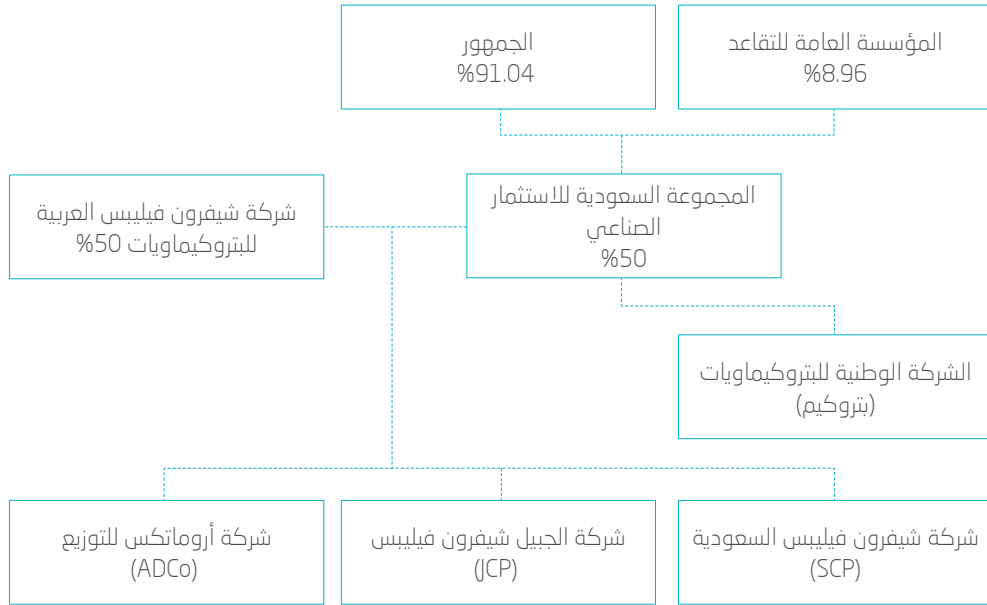 المؤسسة العامة للتقاعد
%8.96
الجمهور
%91.04
المجموعة السعودية للاستثمار
الصناعي
%50
شركة شيفرون فيليبس العربية
للبتروكيماويات 50%
الشركة الوطنية للبتروكيماويات
(بتروكيم)
شركة شيفرون فيليبس السعودية
(SCP)
شركة الجبيل شيفرون فيليبس
(JCP)
شركة أروماتكس للتوزيع
(ADCo)